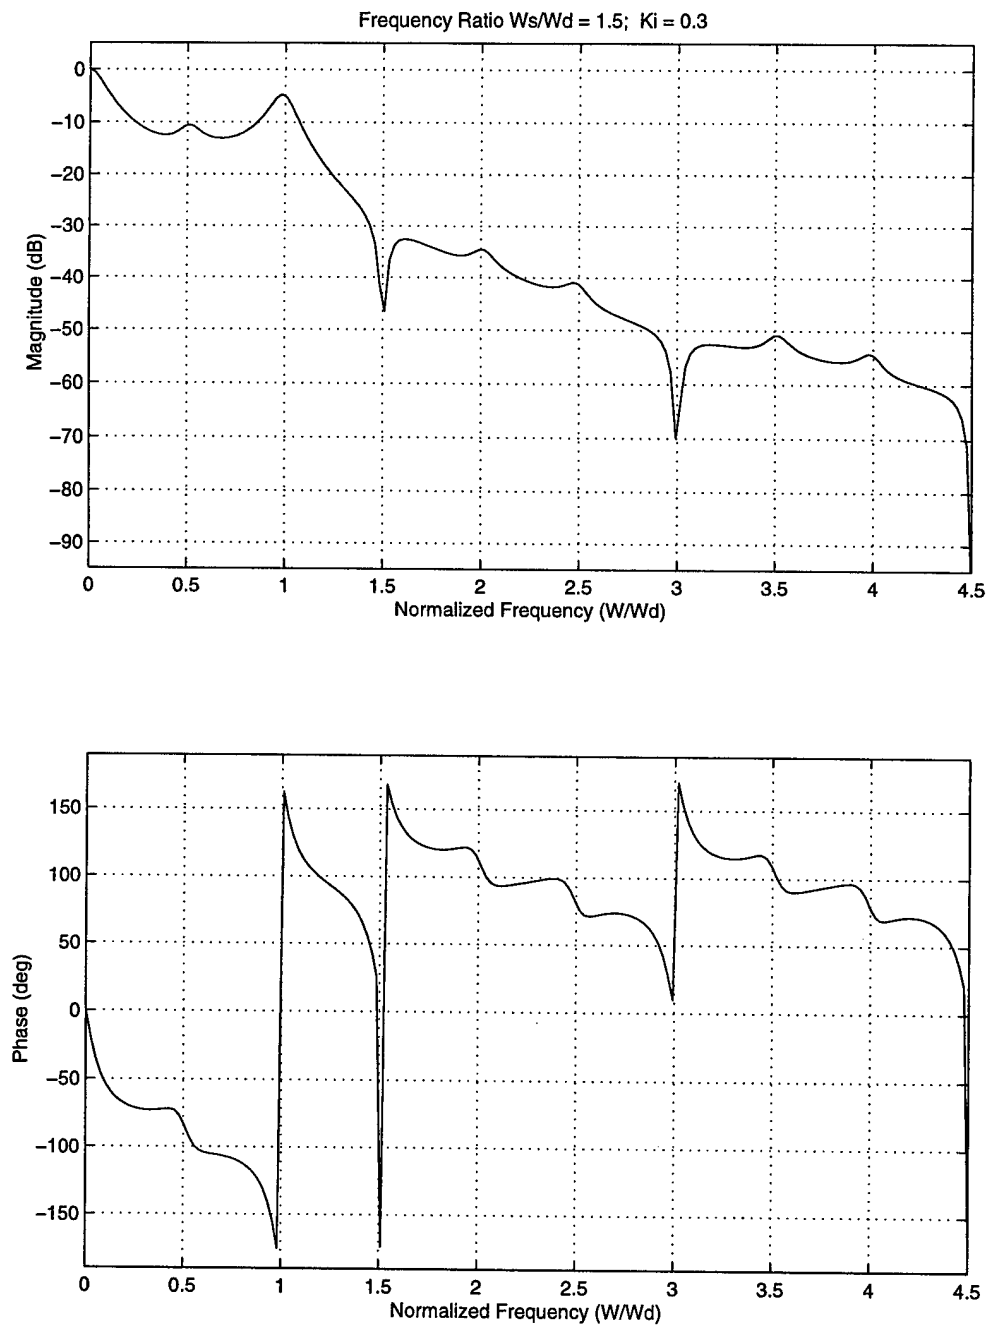 Frequency Ratio Ws/Wd = 1.5; Ki = 0.3
Magnitude (dB)
0
−10
−20
−30
−40
−50
−60
−70
−80
−90
0 0.5 1 1.5 2 2.5 3 3.5 4 4.5
Normalized Frequency (W/Wd)
Phase (deg)
150
100
50
0
−50
−100
−150
0 0.5 1 1.5 2 2.5 3 3.5 4 4.5
Normalized Frequency (W/Wd)